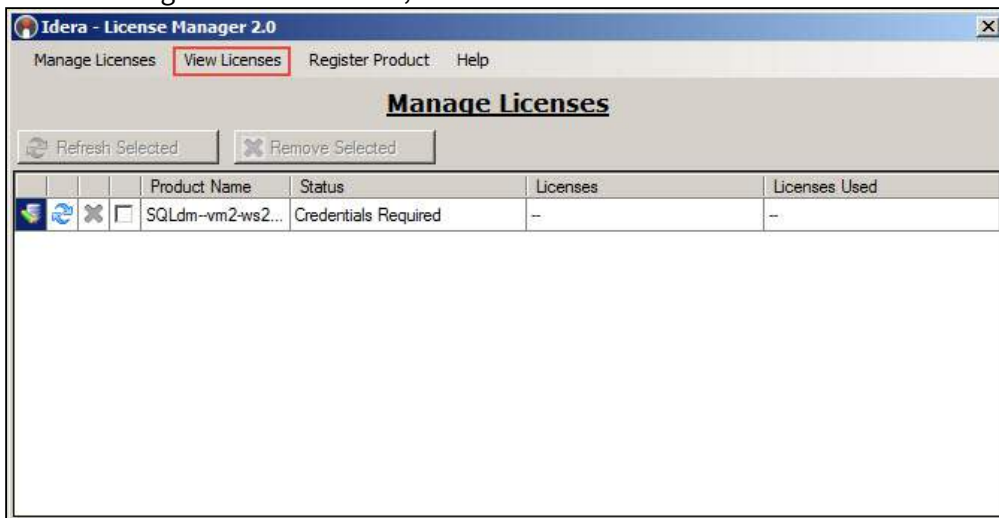 Idera - License Manager 2.0
Manage Licenses View Licenses Register Product Help
Manage Licenses
Refresh Selected Remove Selected
Product Name Status Licenses Licenses Used
SQLdm--vm2-ws2... Credentials Required -- --